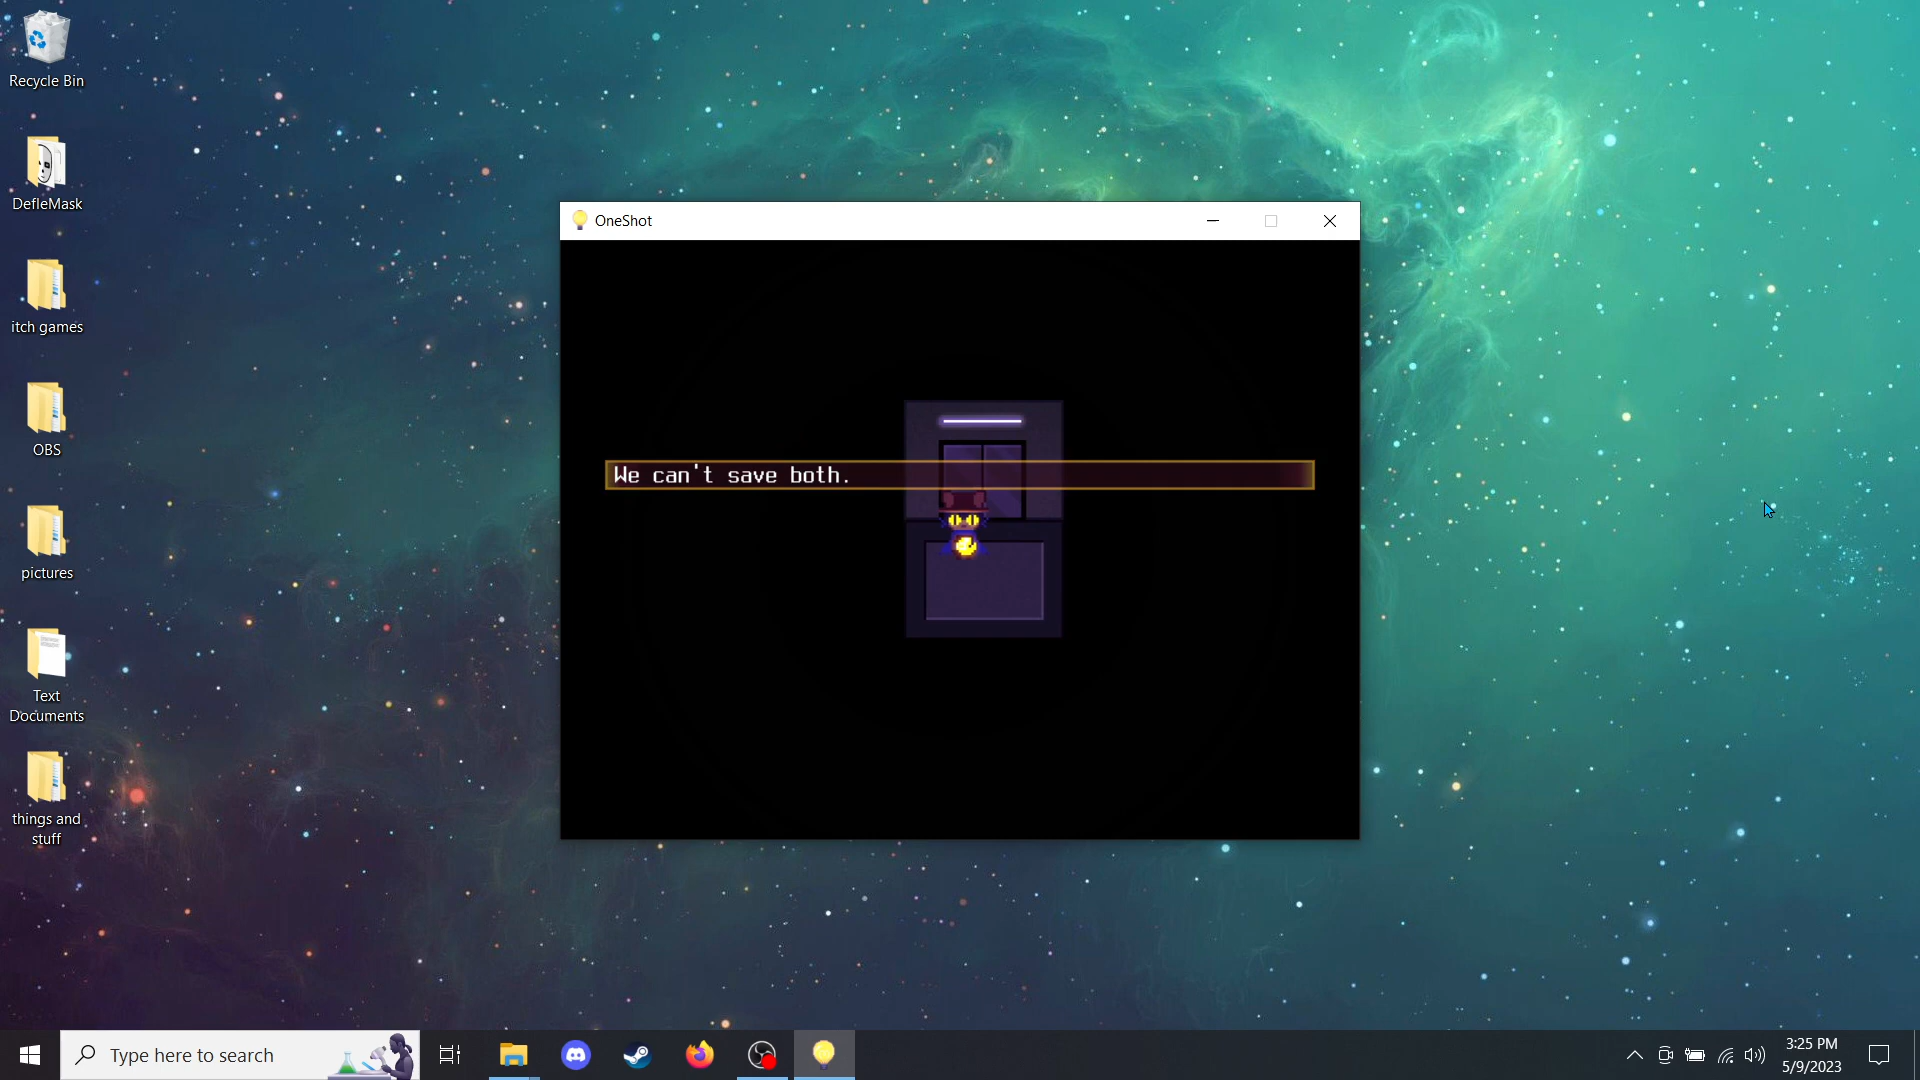 Recycle Bin
DefleMask
itch games
OBS
pictures
Text
Documents
things and
stuff
OneShot
We can't save both.
Type here to search
3:25 PM
5/9/2023